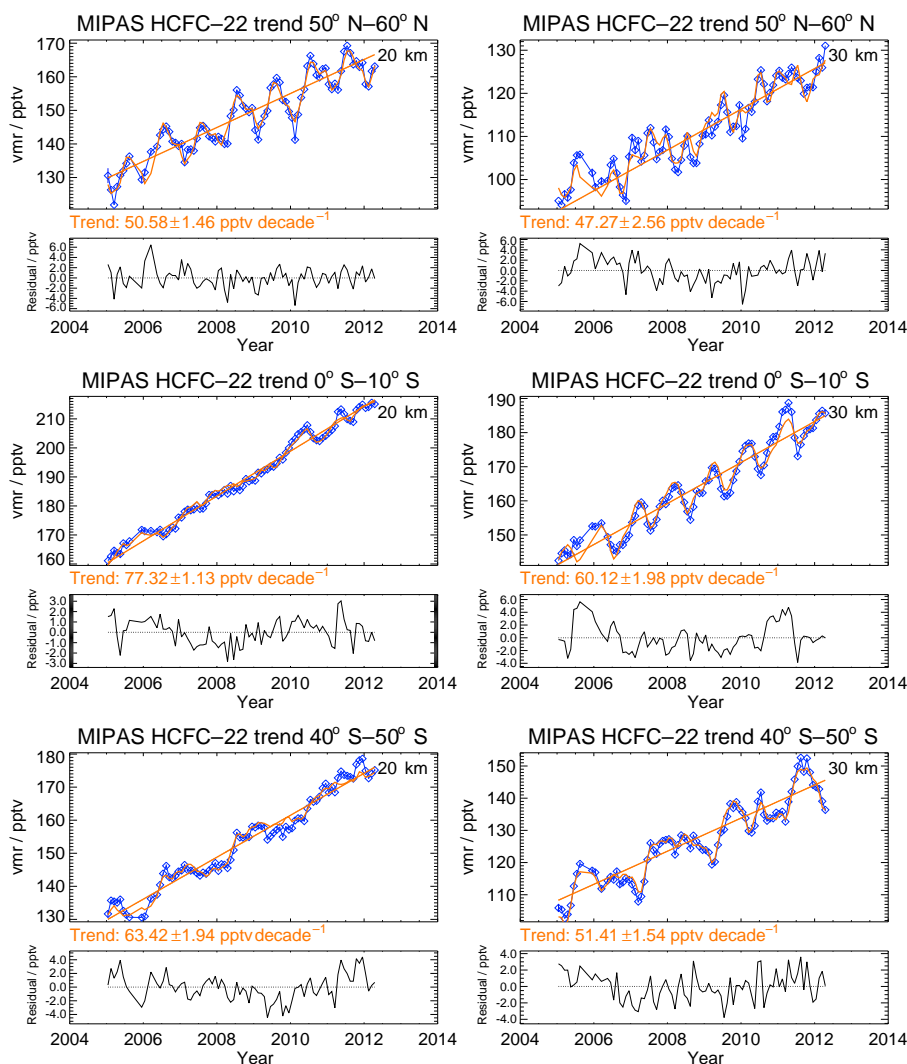 MIPAS HCFC−22 trend 50° N−60° N
20 km
vmr / pptv
170
160
150
140
130
Trend: 50.58±1.46 pptv decade⁻¹
Residual / pptv
6.0
4.0
2.0
0.0
-2.0
-4.0
-6.0
2004 2006 2008 2010 2012 2014
Year
MIPAS HCFC−22 trend 50° N−60° N
30 km
vmr / pptv
130
120
110
100
Trend: 47.27±2.56 pptv decade⁻¹
Residual / pptv
6.0
4.0
2.0
0.0
-2.0
-4.0
-6.0
2004 2006 2008 2010 2012 2014
Year
MIPAS HCFC−22 trend 0° S−10° S
20 km
vmr / pptv
210
200
190
180
170
160
Trend: 77.32±1.13 pptv decade⁻¹
Residual / pptv
3.0
2.0
1.0
0.0
-1.0
-2.0
-3.0
2004 2006 2008 2010 2012 2014
Year
MIPAS HCFC−22 trend 0° S−10° S
30 km
vmr / pptv
190
180
170
160
150
Trend: 60.12±1.98 pptv decade⁻¹
Residual / pptv
6.0
4.0
2.0
0.0
-2.0
-4.0
2004 2006 2008 2010 2012 2014
Year
MIPAS HCFC−22 trend 40° S−50° S
20 km
vmr / pptv
180
170
160
150
140
130
Trend: 63.42±1.94 pptv decade⁻¹
Residual / pptv
4.0
2.0
0.0
-2.0
-4.0
2004 2006 2008 2010 2012 2014
Year
MIPAS HCFC−22 trend 40° S−50° S
30 km
vmr / pptv
150
140
130
120
110
Trend: 51.41±1.54 pptv decade⁻¹
Residual / pptv
4.0
2.0
0.0
-2.0
-4.0
2004 2006 2008 2010 2012 2014
Year